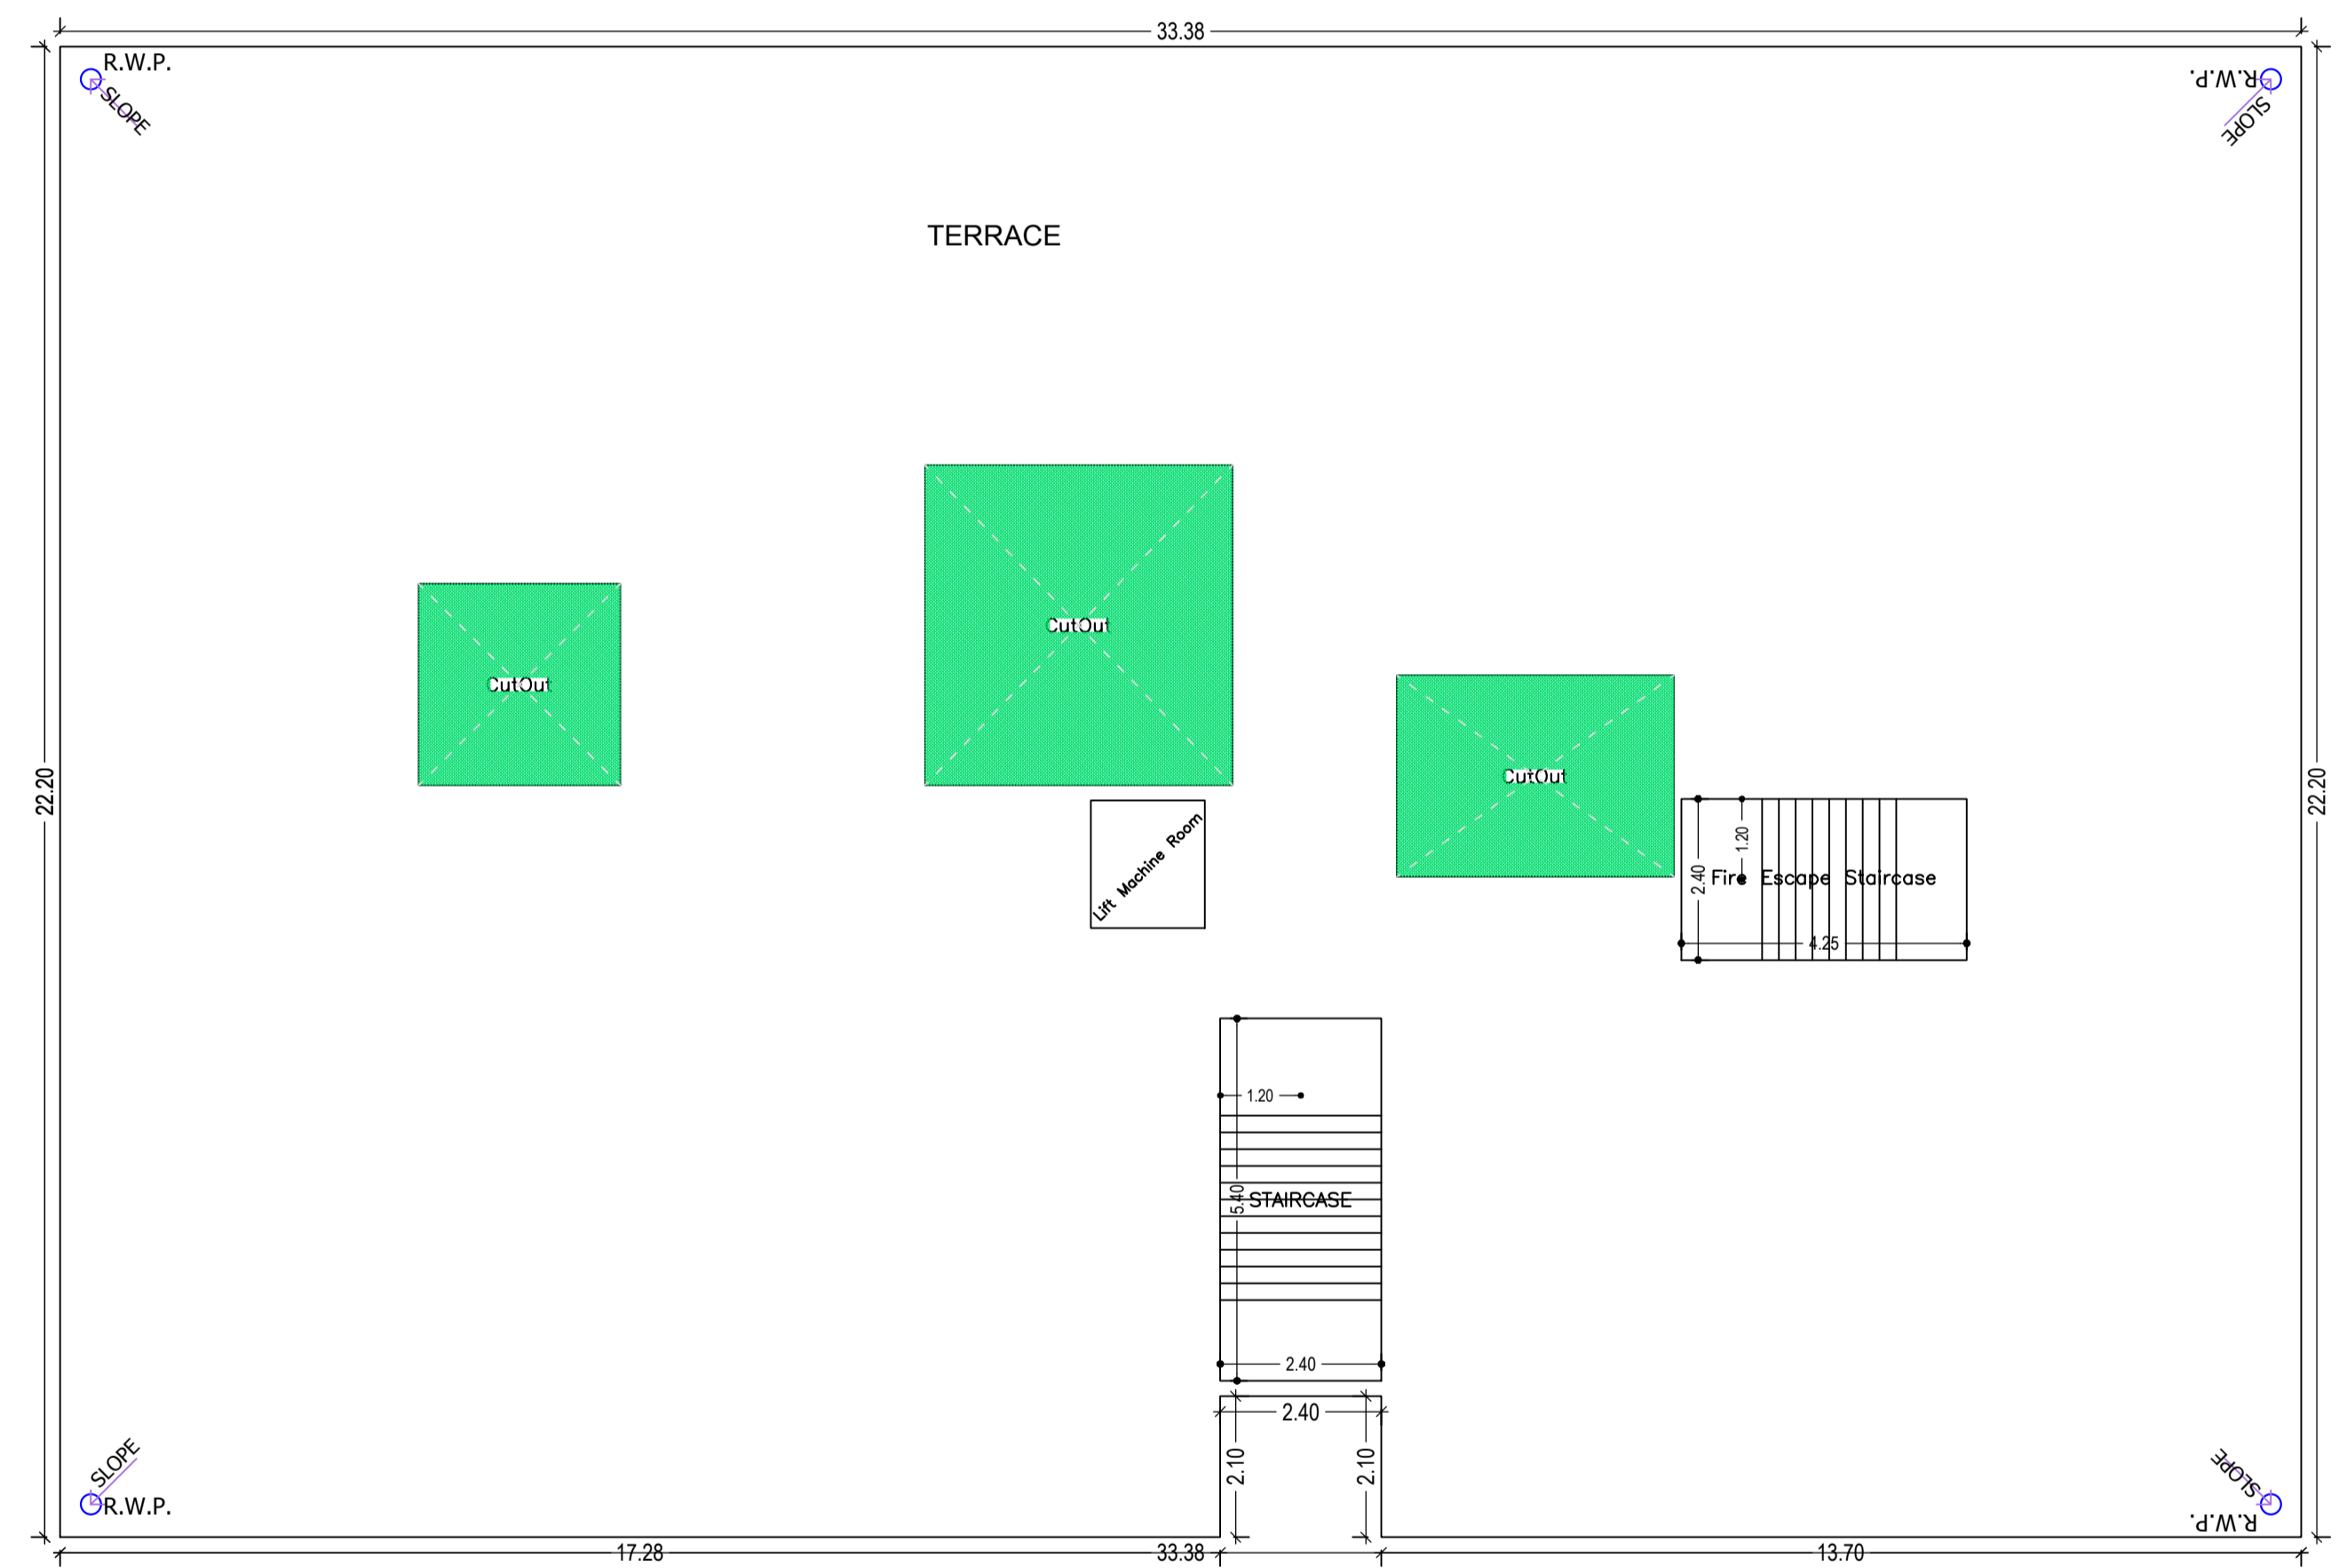 33.38
R.W.P.
R.W.P.
SLOPE
SLOPE
TERRACE
CutOut
CutOut
CutOut
22.20
22.20
Lift Machine Room
1.20
2.40
Fire Escape Staircase
4.25
1.20
5.40
STAIRCASE
2.40
2.40
2.10
2.10
SLOPE
SLOPE
R.W.P.
R.W.P.
17.28
33.38
13.70